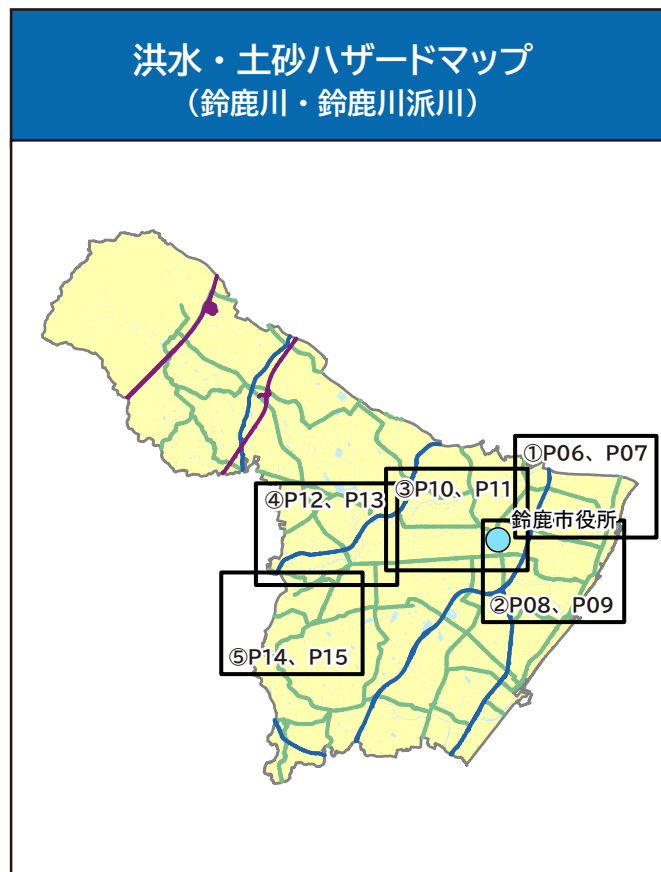 洪水・土砂ハザードマップ
（鈴鹿川・鈴鹿川派川）
①P06、P07
③P10、P11
④P12、P13
鈴鹿市役所
②P08、P09
⑤P14、P15